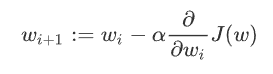 w_{i+1} := w_i − α ∂/∂w_i J(w)